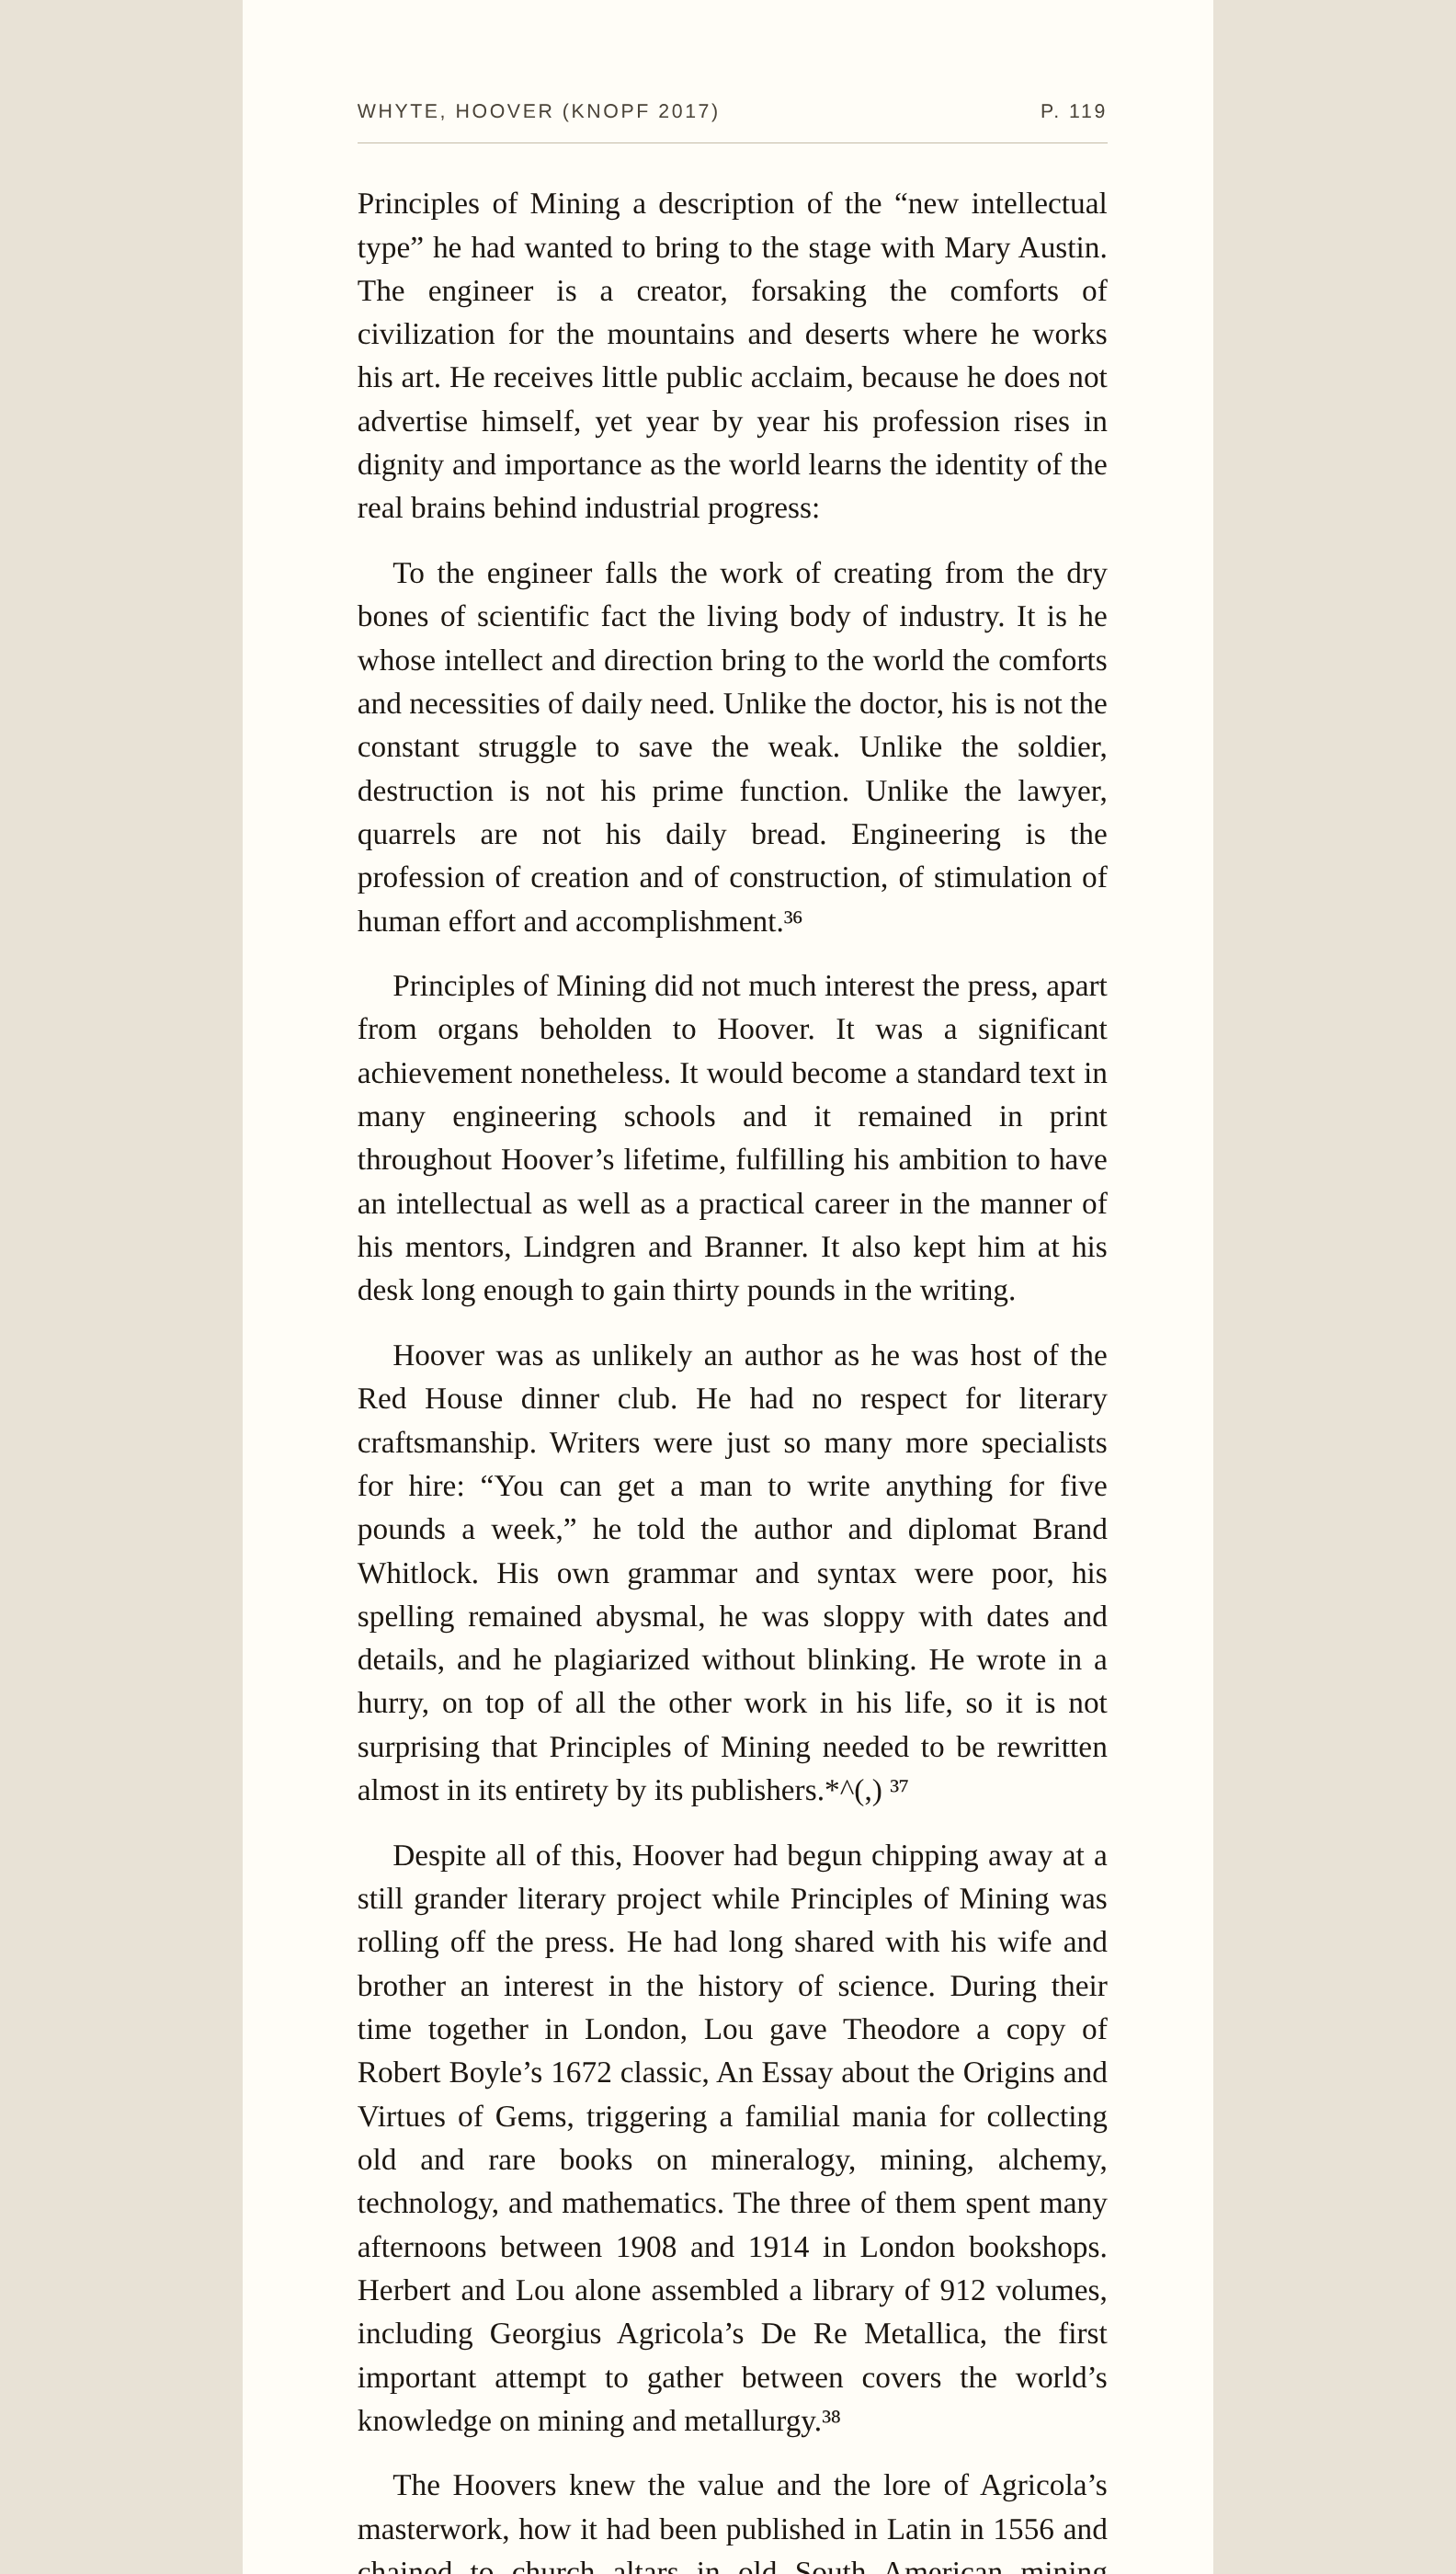 WHYTE, HOOVER (KNOPF 2017) P. 119
Principles of Mining a description of the “new intellectual
type” he had wanted to bring to the stage with Mary Austin.
The engineer is a creator, forsaking the comforts of
civilization for the mountains and deserts where he works
his art. He receives little public acclaim, because he does not
advertise himself, yet year by year his profession rises in
dignity and importance as the world learns the identity of the
real brains behind industrial progress:
To the engineer falls the work of creating from the dry
bones of scientific fact the living body of industry. It is he
whose intellect and direction bring to the world the comforts
and necessities of daily need. Unlike the doctor, his is not the
constant struggle to save the weak. Unlike the soldier,
destruction is not his prime function. Unlike the lawyer,
quarrels are not his daily bread. Engineering is the
profession of creation and of construction, of stimulation of
human effort and accomplishment.³⁶
Principles of Mining did not much interest the press, apart
from organs beholden to Hoover. It was a significant
achievement nonetheless. It would become a standard text in
many engineering schools and it remained in print
throughout Hoover’s lifetime, fulfilling his ambition to have
an intellectual as well as a practical career in the manner of
his mentors, Lindgren and Branner. It also kept him at his
desk long enough to gain thirty pounds in the writing.
Hoover was as unlikely an author as he was host of the
Red House dinner club. He had no respect for literary
craftsmanship. Writers were just so many more specialists
for hire: “You can get a man to write anything for five
pounds a week,” he told the author and diplomat Brand
Whitlock. His own grammar and syntax were poor, his
spelling remained abysmal, he was sloppy with dates and
details, and he plagiarized without blinking. He wrote in a
hurry, on top of all the other work in his life, so it is not
surprising that Principles of Mining needed to be rewritten
almost in its entirety by its publishers.*^(,) ³⁷
Despite all of this, Hoover had begun chipping away at a
still grander literary project while Principles of Mining was
rolling off the press. He had long shared with his wife and
brother an interest in the history of science. During their
time together in London, Lou gave Theodore a copy of
Robert Boyle’s 1672 classic, An Essay about the Origins and
Virtues of Gems, triggering a familial mania for collecting
old and rare books on mineralogy, mining, alchemy,
technology, and mathematics. The three of them spent many
afternoons between 1908 and 1914 in London bookshops.
Herbert and Lou alone assembled a library of 912 volumes,
including Georgius Agricola’s De Re Metallica, the first
important attempt to gather between covers the world’s
knowledge on mining and metallurgy.³⁸
The Hoovers knew the value and the lore of Agricola’s
masterwork, how it had been published in Latin in 1556 and
chained to church altars in old South American mining